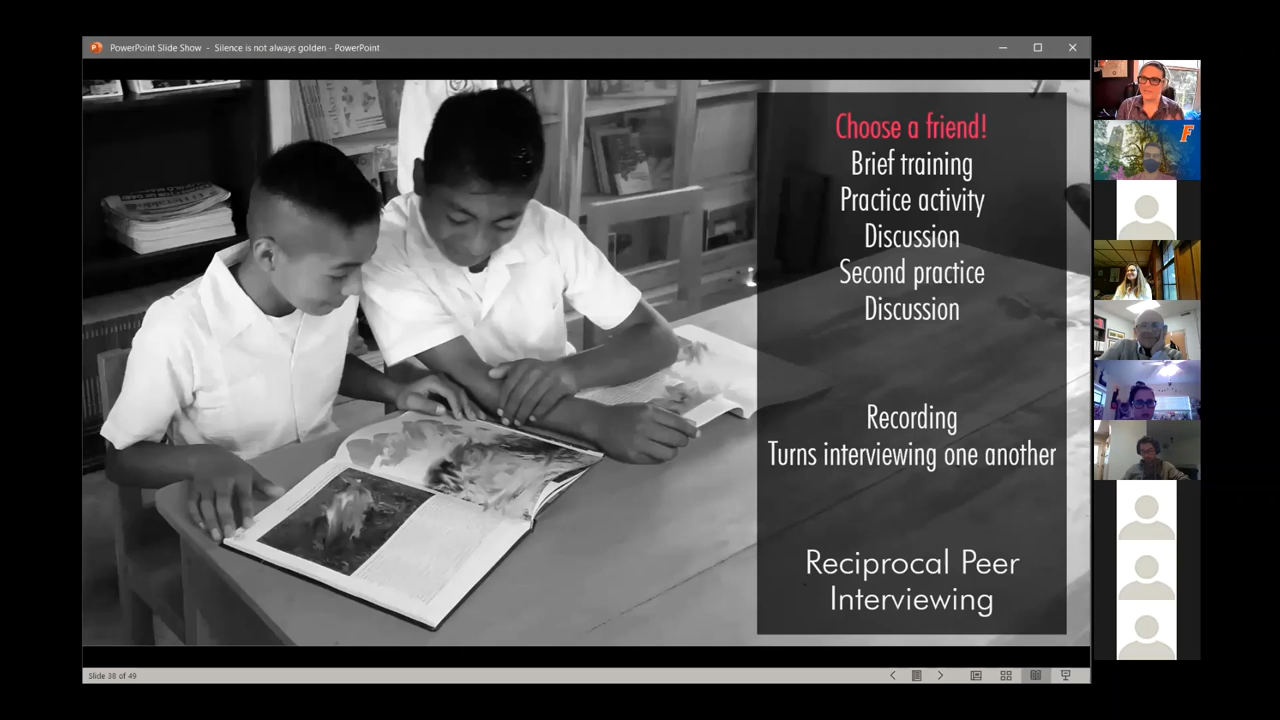 PowerPoint Slide Show - Silence is not always golden - PowerPoint
Choose a friend!
Brief training
Practice activity
Discussion
Second practice
Discussion
Recording
Turns interviewing one another
Reciprocal Peer
Interviewing
Slide 38 of 49
F